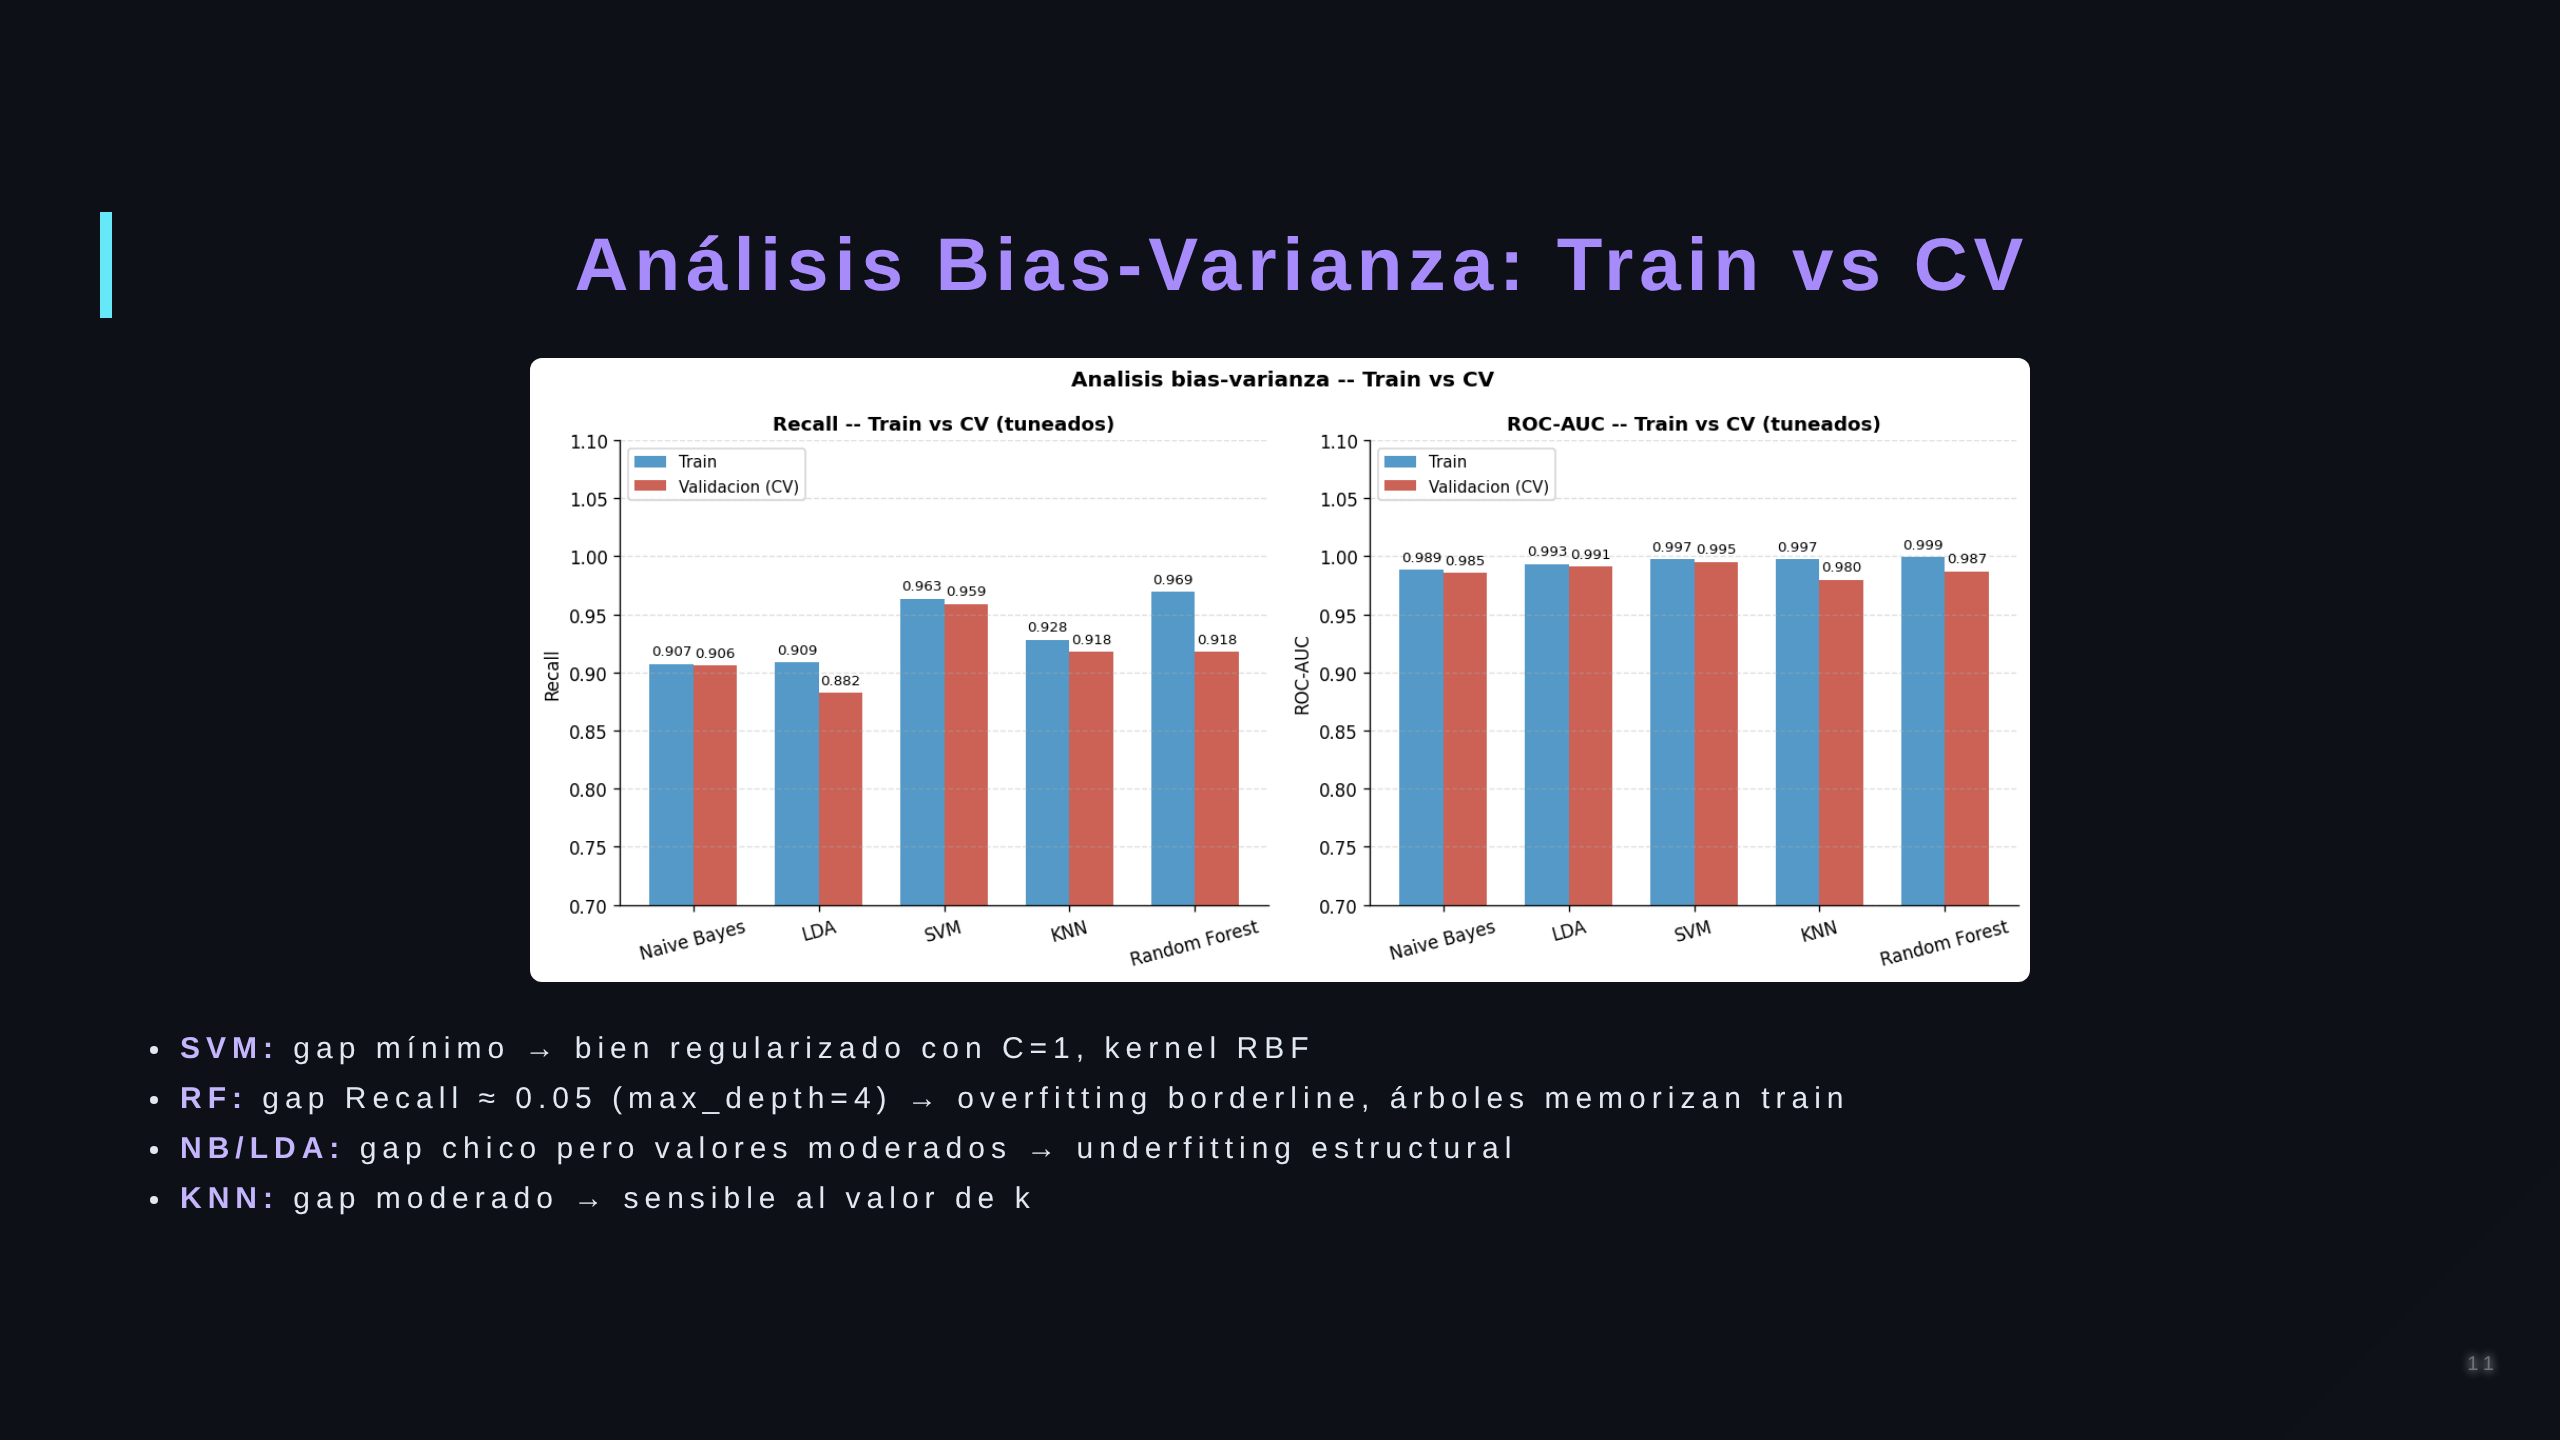 Análisis Bias-Varianza: Train vs CV
Analisis bias-varianza -- Train vs CV
Recall -- Train vs CV (tuneados)
Train
Validacion (CV)
Recall
1.10
1.05
1.00
0.95
0.90
0.85
0.80
0.75
0.70
0.907 0.906
0.909 0.882
0.963 0.959
0.928 0.918
0.969 0.918
Naive Bayes
LDA
SVM
KNN
Random Forest
ROC-AUC -- Train vs CV (tuneados)
Train
Validacion (CV)
ROC-AUC
1.10
1.05
1.00
0.95
0.90
0.85
0.80
0.75
0.70
0.989 0.985
0.993 0.991
0.997 0.995
0.997 0.980
0.999 0.987
Naive Bayes
LDA
SVM
KNN
Random Forest
• SVM: gap mínimo → bien regularizado con C=1, kernel RBF
• RF: gap Recall ≈ 0.05 (max_depth=4) → overfitting borderline, árboles memorizan train
• NB/LDA: gap chico pero valores moderados → underfitting estructural
• KNN: gap moderado → sensible al valor de k
11